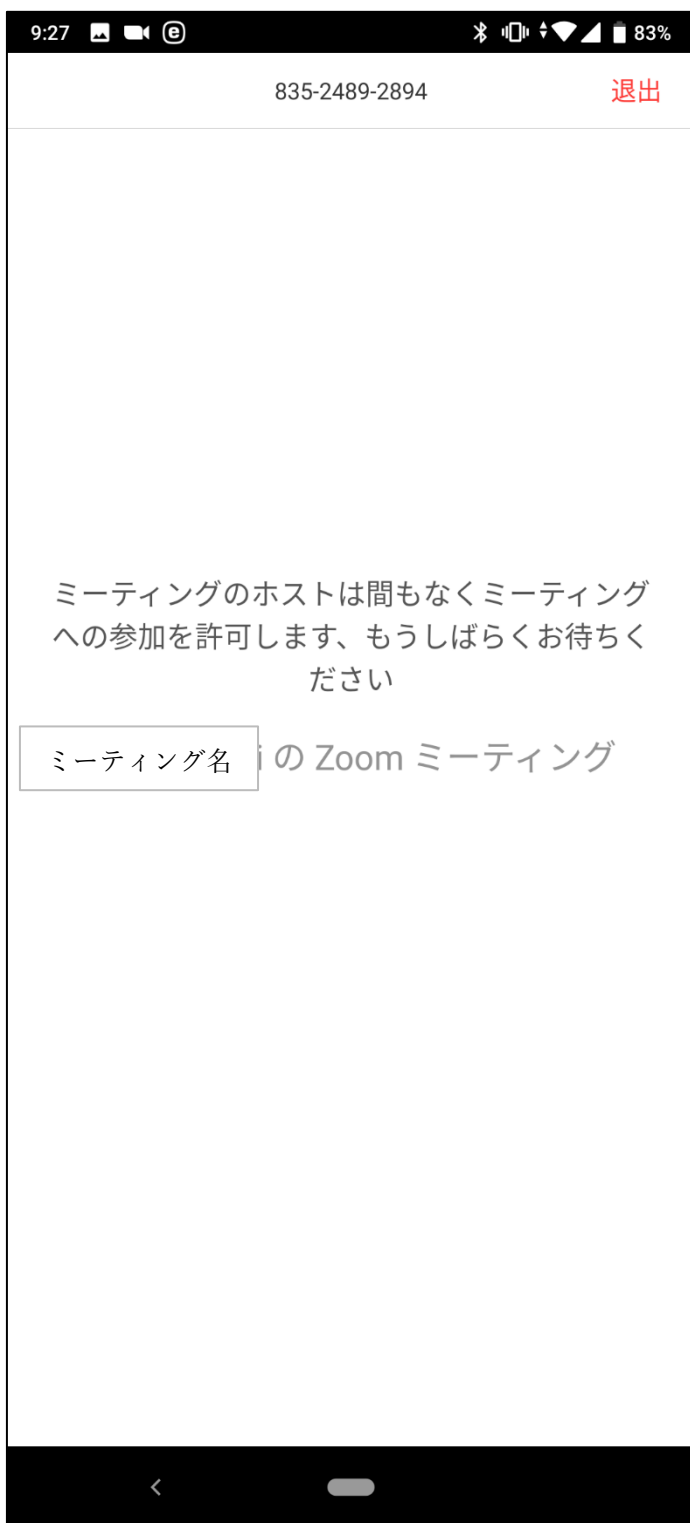 9:27 83%
835-2489-2894 退出
ミーティングのホストは間もなくミーティング
への参加を許可します、もうしばらくお待ちく
ださい
ミーティング名 i の Zoom ミーティング